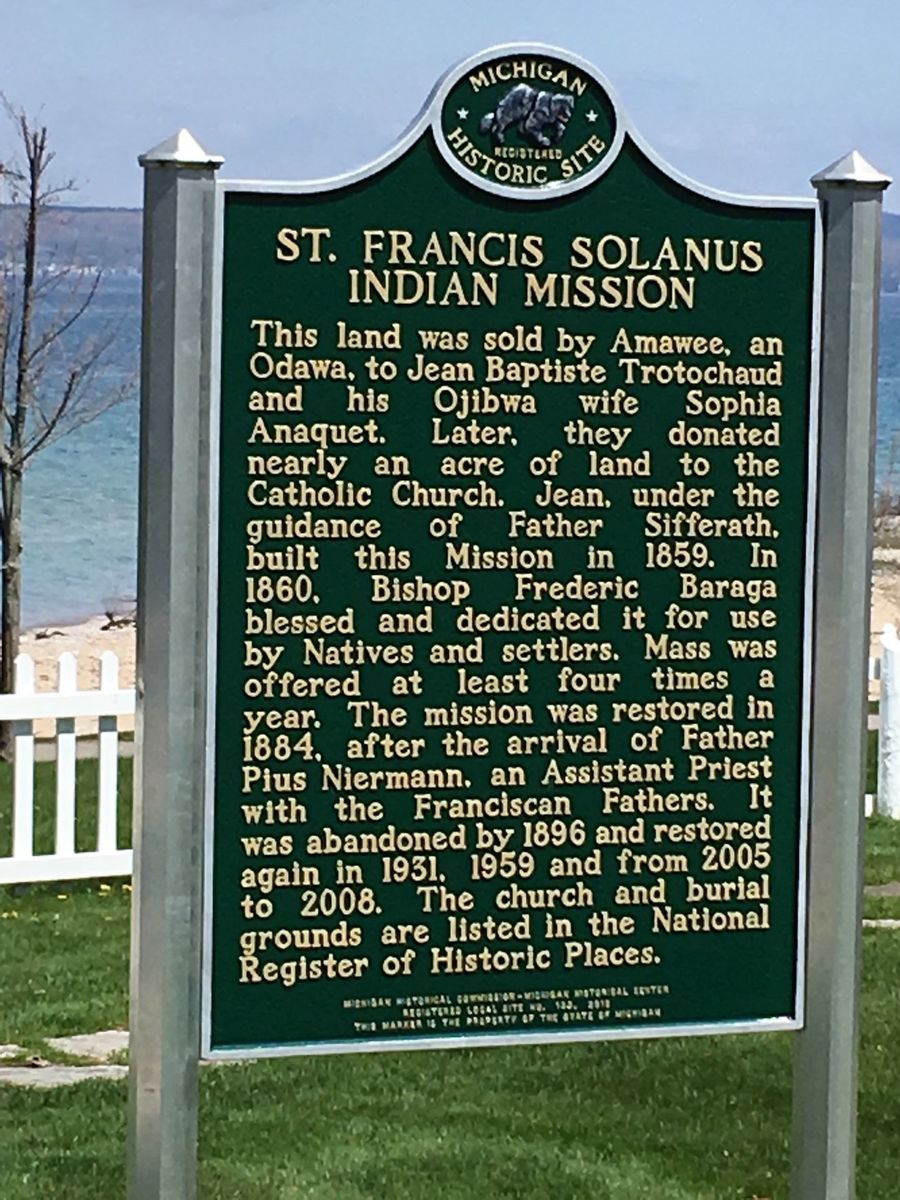 MICHIGAN
REGISTERED
HISTORIC SITE
ST. FRANCIS SOLANUS
INDIAN MISSION
This land was sold by Amawee, an
Odawa, to Jean Baptiste Trotochaud
and his Ojibwa wife Sophia
Anaquet. Later, they donated
nearly an acre of land to the
Catholic Church. Jean, under the
guidance of Father Sifferath,
built this Mission in 1859. In
1860, Bishop Frederic Baraga
blessed and dedicated it for use
by Natives and settlers. Mass was
offered at least four times a
year. The mission was restored in
1884, after the arrival of Father
Pius Niermann, an Assistant Priest
with the Franciscan Fathers. It
was abandoned by 1896 and restored
again in 1931, 1959 and from 2005
to 2008. The church and burial
grounds are listed in the National
Register of Historic Places.
MICHIGAN HISTORICAL COMMISSION-MICHIGAN HISTORICAL CENTER
REGISTERED LOCAL SITE NO.
THIS MARKER IS THE PROPERTY OF THE STATE OF MICHIGAN